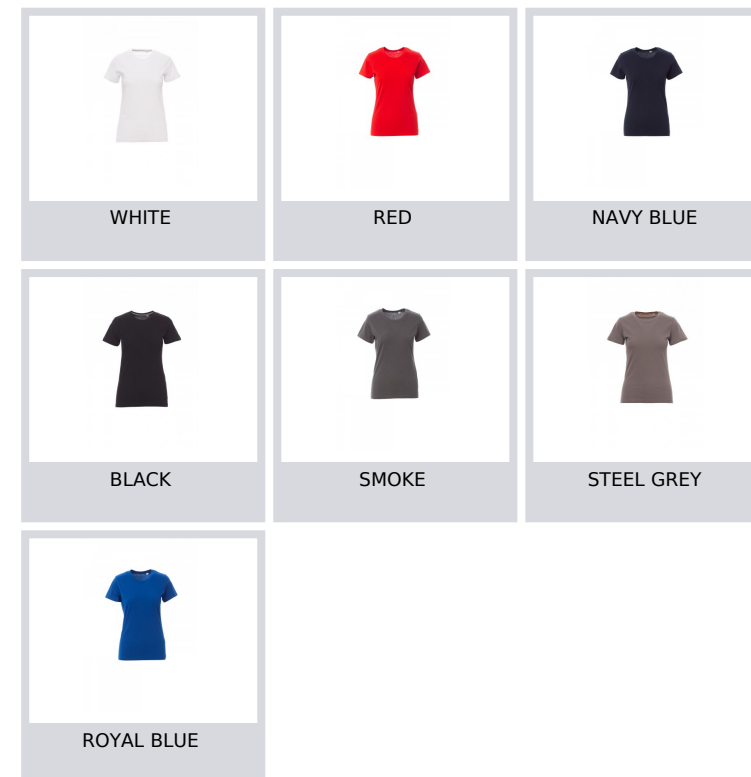 WHITE
RED
NAVY BLUE
BLACK
SMOKE
STEEL GREY
ROYAL BLUE